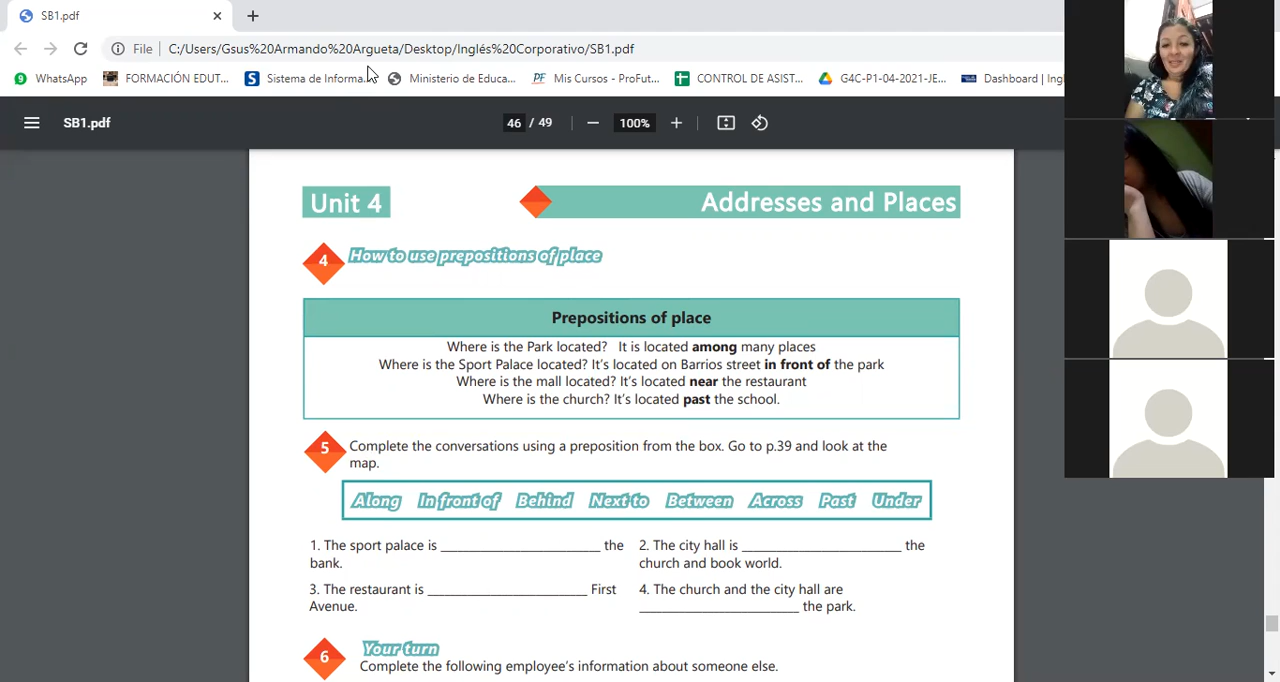 SB1.pdf
File C:/Users/Gsus%20Armando%20Argueta/Desktop/Inglés%20Corporativo/SB1.pdf
WhatsApp FORMACIÓN EDUT... Sistema de Informa... Ministerio de Educa... PF Mis Cursos - ProFut... CONTROL DE ASIST... G4C-P1-04-2021-JE... Dashboard | Ingl
SB1.pdf 46 / 49 100%
Unit 4 Addresses and Places
4 How to use prepositions of place
Prepositions of place
Where is the Park located? It is located among many places
Where is the Sport Palace located? It's located on Barrios street in front of the park
Where is the mall located? It's located near the restaurant
Where is the church? It's located past the school.
5 Complete the conversations using a preposition from the box. Go to p.39 and look at the
map.
Along In front of Behind Next to Between Across Past Under
1. The sport palace is ______________________ the
bank.
2. The city hall is ______________________ the
church and book world.
3. The restaurant is ______________________ First
Avenue.
4. The church and the city hall are
______________________ the park.
6 Your turn
Complete the following employee's information about someone else.